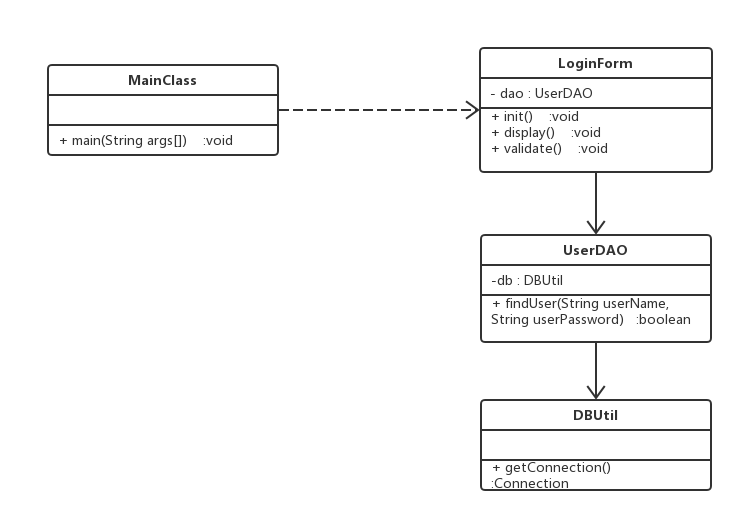 MainClass
+ main(String args[]) :void
LoginForm
- dao : UserDAO
+ init() :void
+ display() :void
+ validate() :void
UserDAO
-db : DBUtil
+ findUser(String userName,
String userPassword) :boolean
DBUtil
+ getConnection()
:Connection